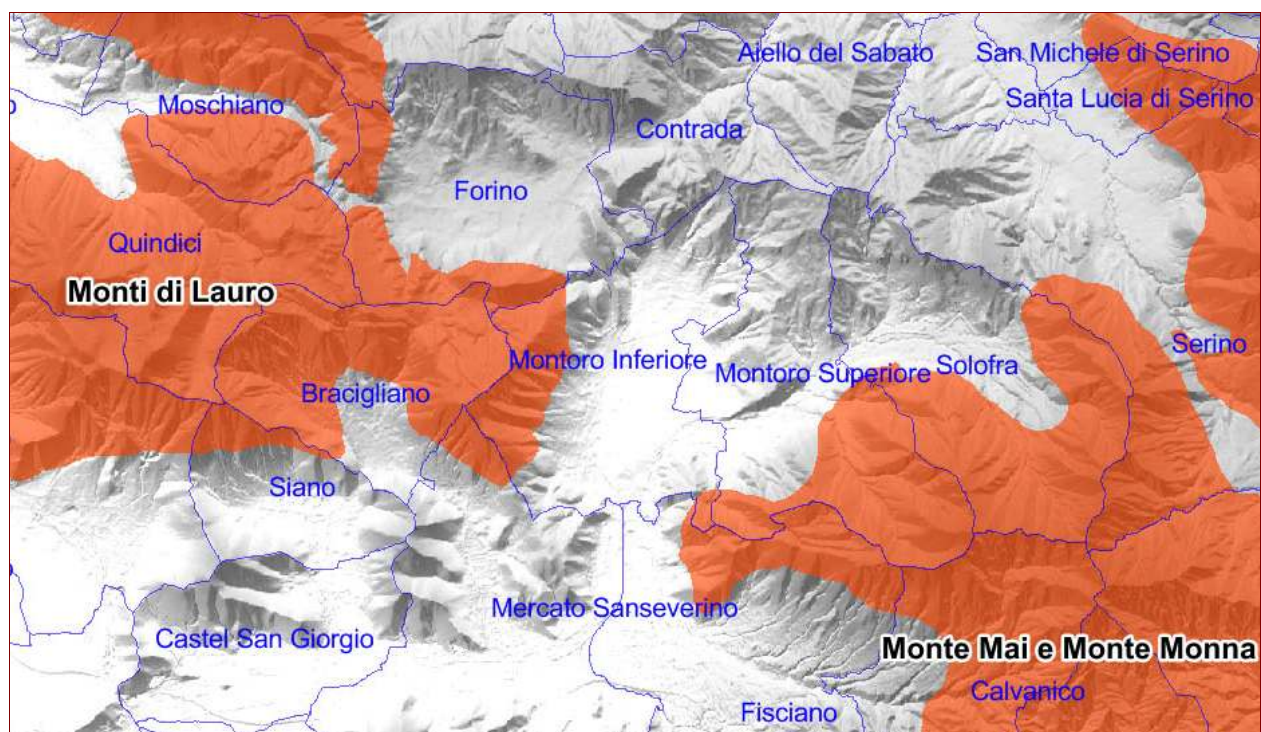 Aiello del Sabato
San Michele di Serino
Moschiano
Santa Lucia di Serino
Contrada
Forino
Quindici
Monti di Lauro
Serino
Montoro Inferiore
Montoro Superiore
Solofra
Bracigliano
Siano
Mercato Sanseverino
Castel San Giorgio
Monte Mai e Monte Monna
Calvanico
Fisciano